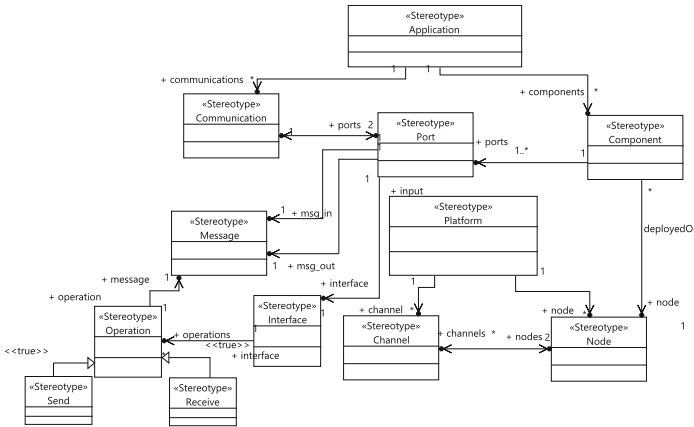 «Stereotype»
Application
1
1
+ communications
*
+ components
*
«Stereotype»
Communication
1
+ ports
2
1
«Stereotype»
Port
+ ports
1..*
1
«Stereotype»
Component
1
+ input
*
«Stereotype»
Platform
1
+ msg_in
«Stereotype»
Message
deployedO
1
+ msg_out
+ message
1
1
1
+ interface
+ operation
1
«Stereotype»
Operation
«Stereotype»
Interface
1
+ channel
*
+ node
*
+ node
1
«Stereotype»
Channel
«Stereotype»
Node
+ operations
1
+ channels
*
+ nodes
2
<<true>>
<<true>>
*
+ interface
«Stereotype»
Send
«Stereotype»
Receive